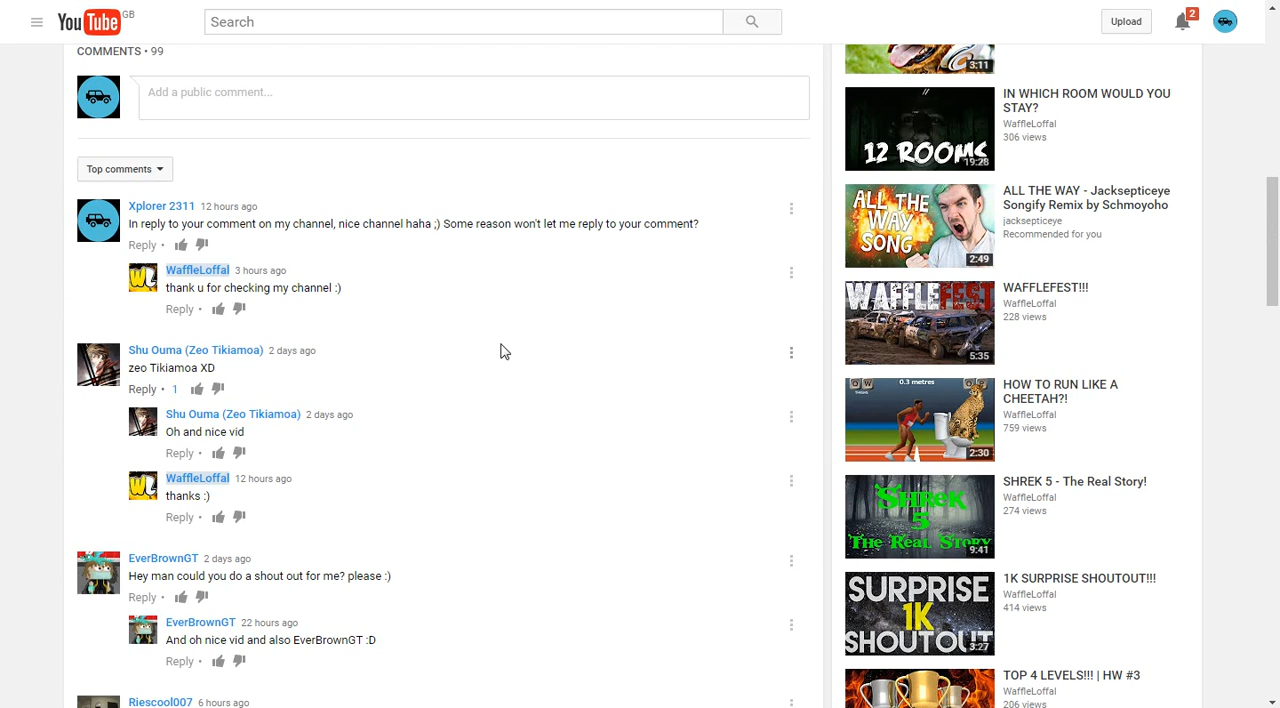 YouTube GB
Search
Upload
2
COMMENTS • 99
Add a public comment...
Top comments
Xplorer 2311 12 hours ago
In reply to your comment on my channel, nice channel haha ;) Some reason won't let me reply to your comment?
Reply •
WaffleLoffal 3 hours ago
thank u for checking my channel :)
Reply •
Shu Ouma (Zeo Tikiamoa) 2 days ago
zeo Tikiamoa XD
Reply • 1
Shu Ouma (Zeo Tikiamoa) 2 days ago
Oh and nice vid
Reply •
WL
WaffleLoffal 12 hours ago
thanks :)
Reply •
EverBrownGT 2 days ago
Hey man could you do a shout out for me? please :)
Reply •
EverBrownGT 22 hours ago
And oh nice vid and also EverBrownGT :D
Reply •
Riescool007 6 hours ago
3:11
12 ROOMS
19:28
IN WHICH ROOM WOULD YOU
STAY?
WaffleLoffal
306 views
ALL THE
WAY
SONG
2:49
ALL THE WAY - Jacksepticeye
Songify Remix by Schmoyoho
jacksepticeye
Recommended for you
WAFFLEFEST
5:35
WAFFLEFEST!!!
WaffleLoffal
228 views
0.3 metres
2:30
HOW TO RUN LIKE A
CHEETAH?!
WaffleLoffal
759 views
Shrek
5
The Real Story
9:41
SHREK 5 - The Real Story!
WaffleLoffal
274 views
SURPRISE
1K
SHOUTOUT
3:27
1K SURPRISE SHOUTOUT!!!
WaffleLoffal
414 views
TOP 4 LEVELS!!! | HW #3
WaffleLoffal
206 views